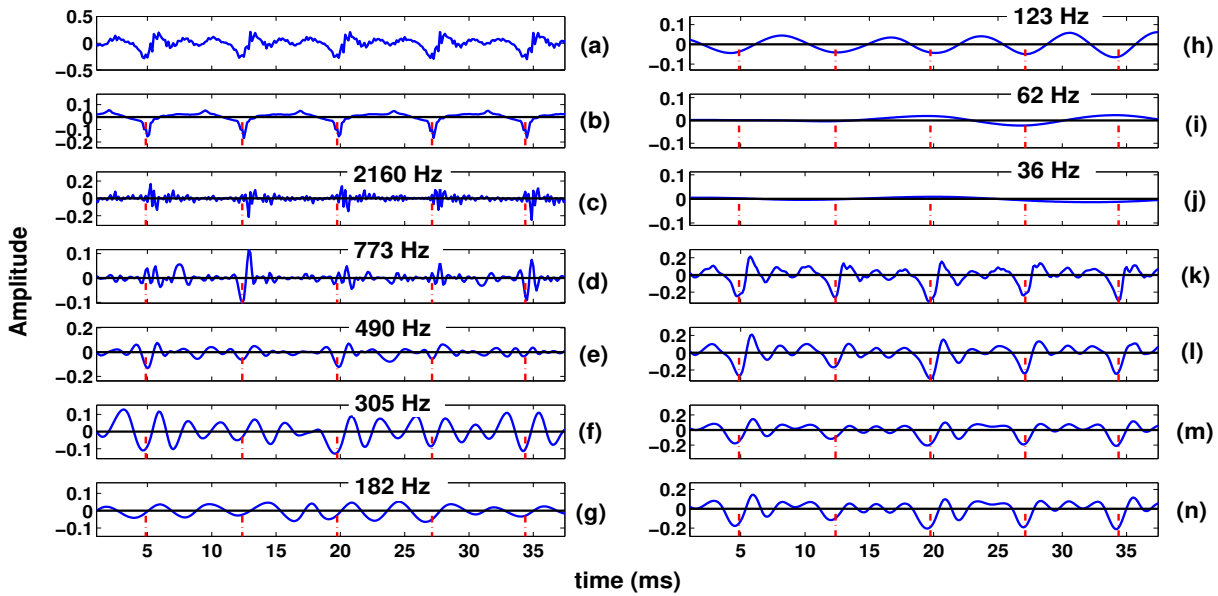 0.5
0
−0.5
(a)
0.1
0
−0.1
−0.2
(b)
2160 Hz
0.2
0
−0.2
(c)
773 Hz
0.1
0
−0.1
(d)
490 Hz
0.2
0
−0.2
(e)
305 Hz
0.1
0
−0.1
(f)
182 Hz
0.1
0
−0.1
(g)
5 10 15 20 25 30 35
Amplitude
123 Hz
0.1
0
−0.1
(h)
62 Hz
0.1
0
−0.1
(i)
36 Hz
0.1
0
−0.1
(j)
0.2
0
−0.2
(k)
0.2
0
−0.2
(l)
0.2
0
−0.2
(m)
0.2
0
−0.2
(n)
5 10 15 20 25 30 35
time (ms)